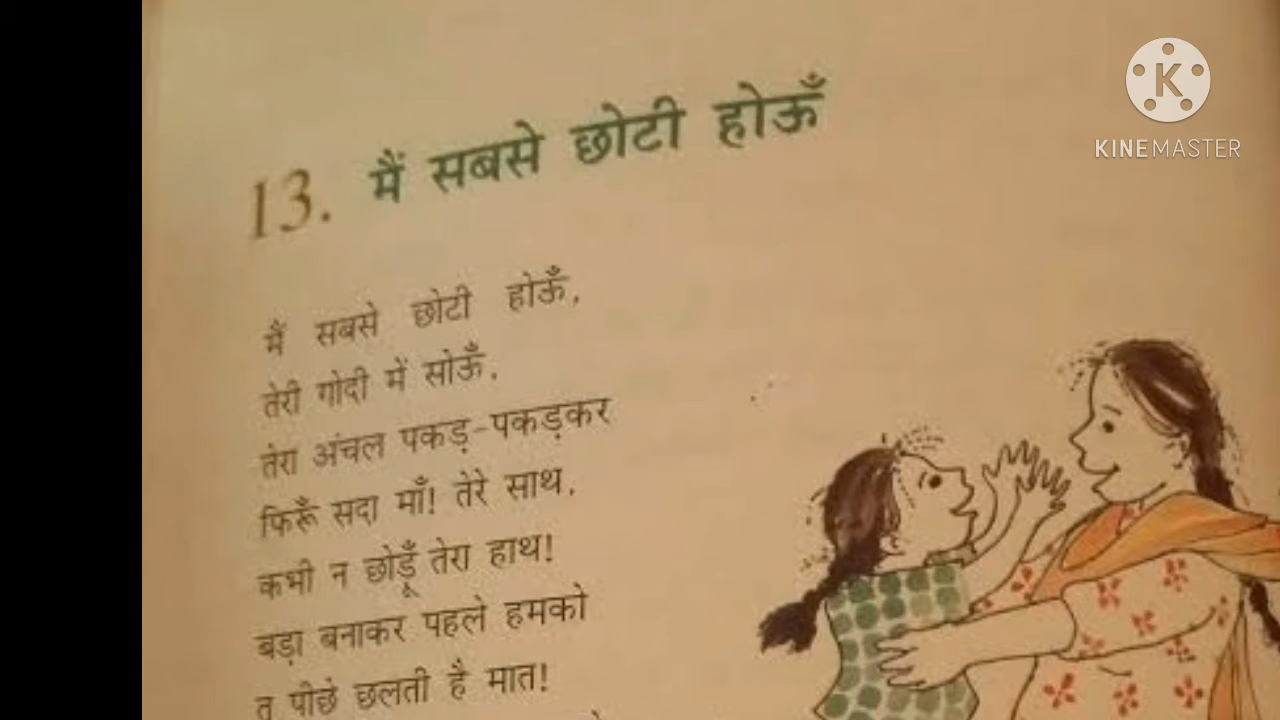 13. मैं सबसे छोटी होऊँ
मैं सबसे छोटी होऊँ,
तेरी गोदी में सोऊँ,
तेरा अंचल पकड़-पकड़कर
फिरूँ सदा माँ! तेरे साथ,
कभी न छोड़ूँ तेरा हाथ!
बड़ा बनाकर पहले हमको
तू पीछे छलती है मात!
KINEMASTER